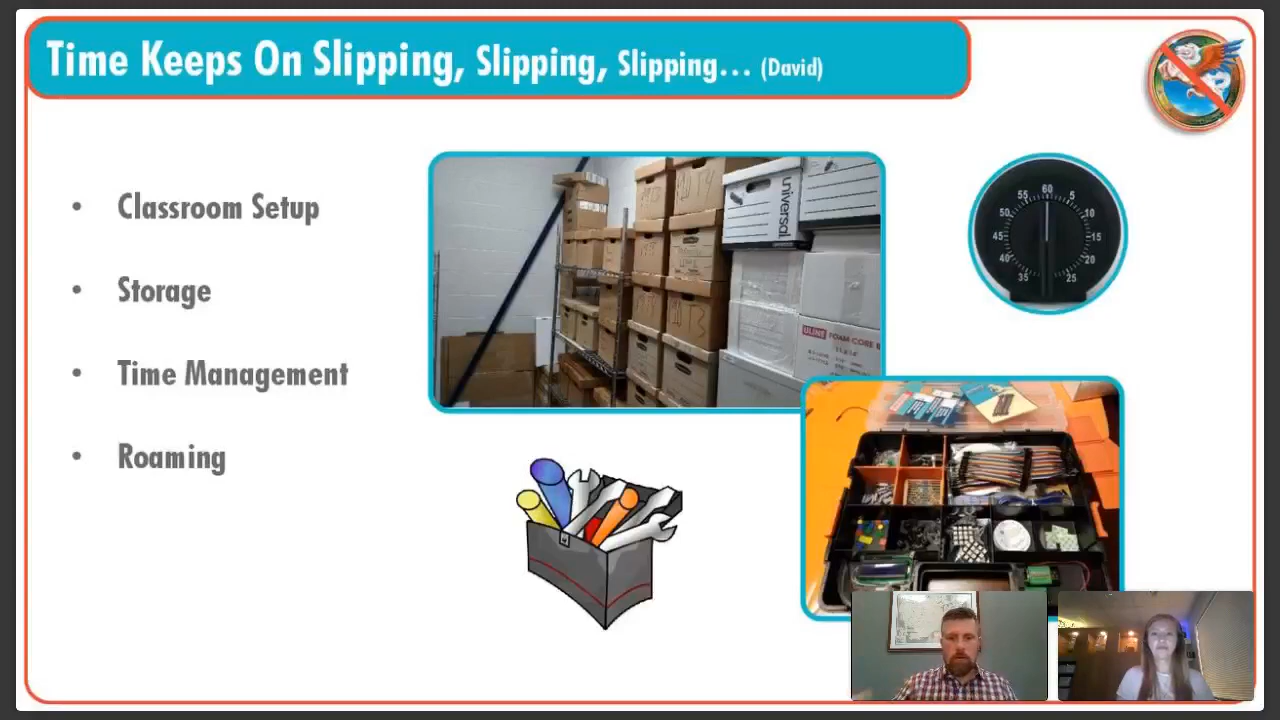 Time Keeps On Slipping, Slipping, Slipping... (David)
• Classroom Setup
• Storage
• Time Management
• Roaming
universal
ULINE FOAM CORE
60
55 5
50 10
45 15
40 20
35 25